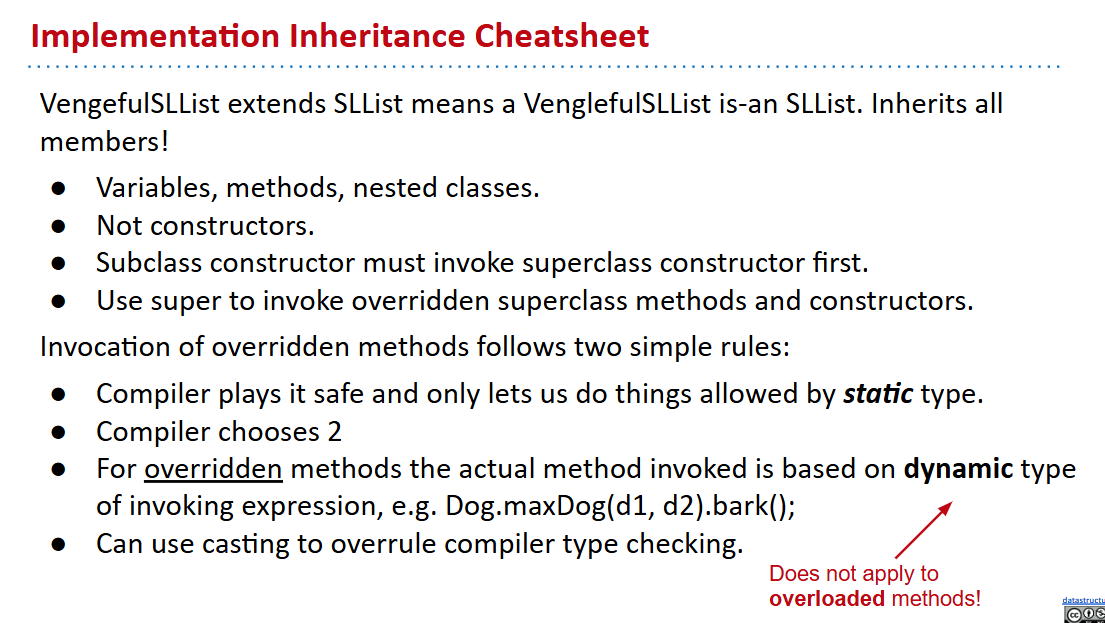 Implementation Inheritance Cheatsheet
VengefulSLList extends SLList means a VenglefulSLList is-an SLList. Inherits all
members!
● Variables, methods, nested classes.
● Not constructors.
● Subclass constructor must invoke superclass constructor first.
● Use super to invoke overridden superclass methods and constructors.
Invocation of overridden methods follows two simple rules:
● Compiler plays it safe and only lets us do things allowed by static type.
● Compiler chooses 2
● For overridden methods the actual method invoked is based on dynamic type
of invoking expression, e.g. Dog.maxDog(d1, d2).bark();
● Can use casting to overrule compiler type checking.
Does not apply to
overloaded methods!
datastructu